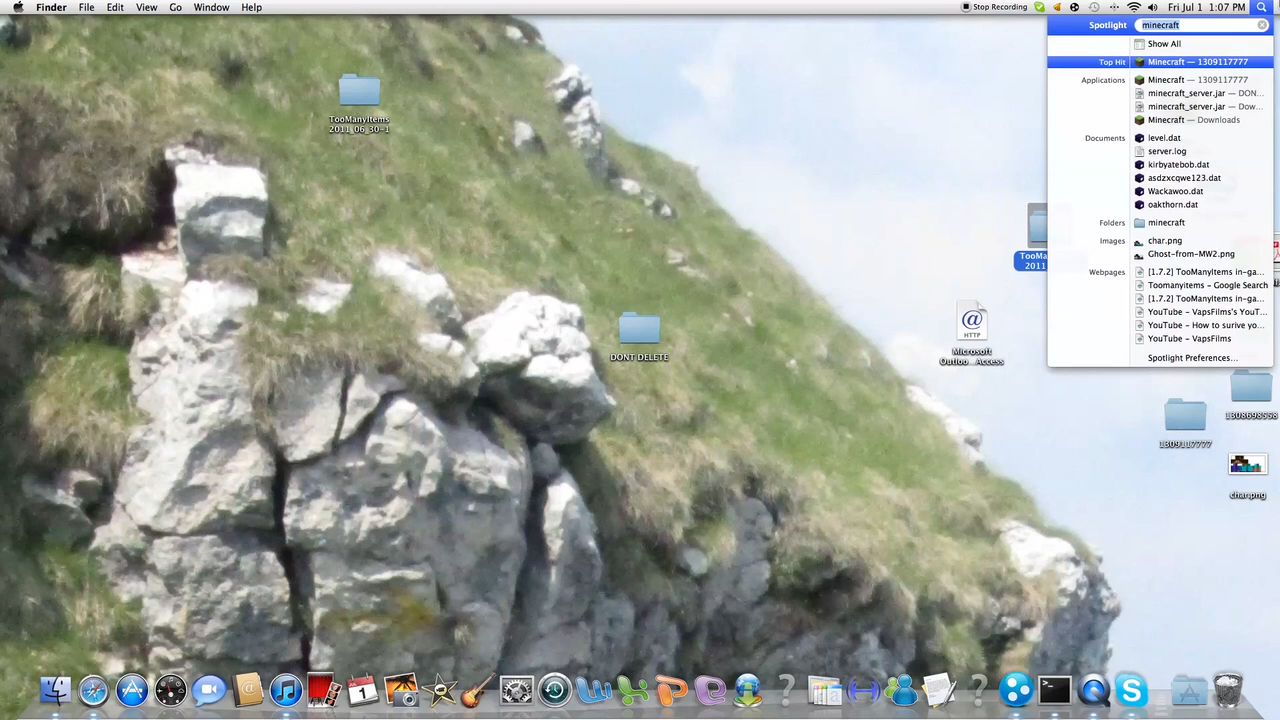 Finder File Edit View Go Window Help
Stop Recording
Fri Jul 1 1:07 PM
Spotlight minecraft
Show All
Top Hit Minecraft — 1309117777
Applications Minecraft — 1309117777
minecraft_server.jar — DON...
minecraft_server.jar — Dow...
Minecraft — Downloads
Documents level.dat
server.log
kirbyatebob.dat
asdzxcqwe123.dat
Wackawoo.dat
oakthorn.dat
Folders minecraft
Images char.png
Ghost-from-MW2.png
Webpages [1.7.2] TooManyItems in-ga...
Toomanyitems – Google Search
[1.7.2] TooManyItems in-ga...
YouTube – VapsFilms's YouT...
YouTube – How to surive yo...
YouTube – VapsFilms
Spotlight Preferences...
TooManyItems
2011_06_30-1
TooMa
2011
DONT DELETE
HTTP
Microsoft
Outloo...Access
1308698558
1309117777
char.png
1